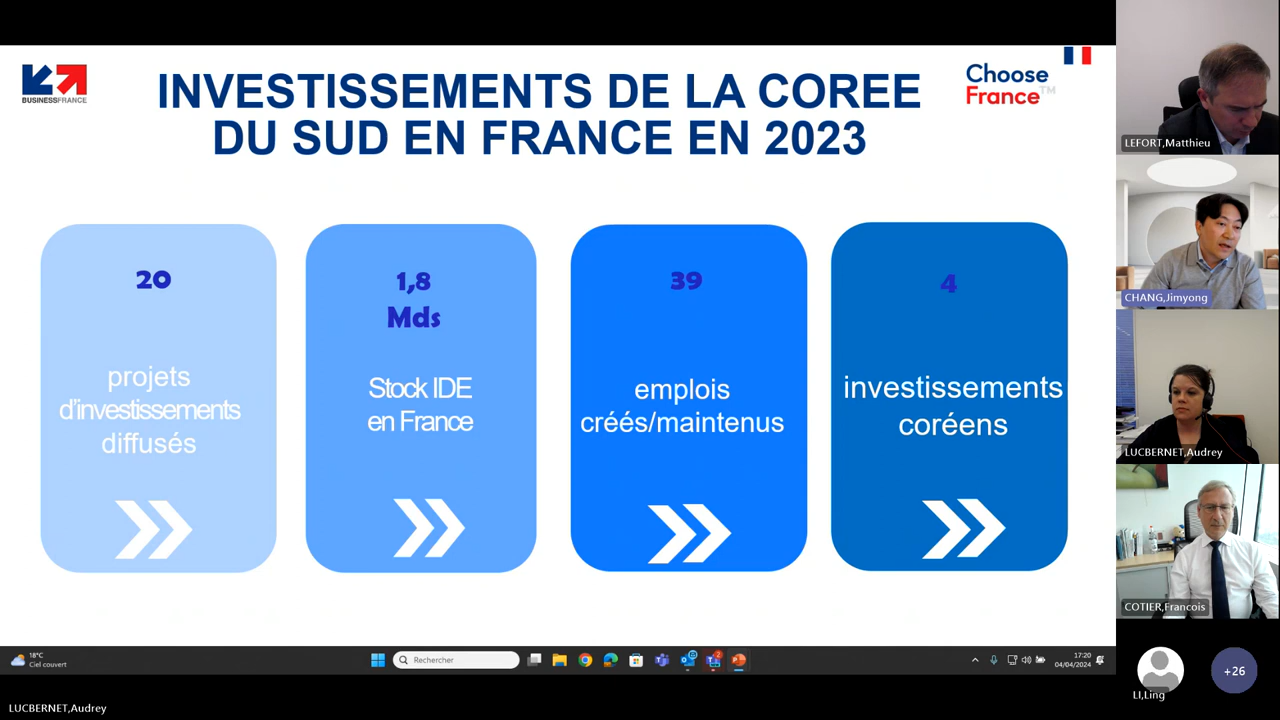 BUSINESSFRANCE
INVESTISSEMENTS DE LA COREE
DU SUD EN FRANCE EN 2023
Choose
France™
20
projets
d'investissements
diffusés
1,8
Mds
Stock IDE
en France
39
emplois
créés/maintenus
4
investissements
coréens
LEFORT,Matthieu
CHANG,Jimyong
LUCBERNET,Audrey
COTIER,Francois
LI,Ling
+26
18°C
Ciel couvert
Rechercher
17:20
04/04/2024
LUCBERNET,Audrey